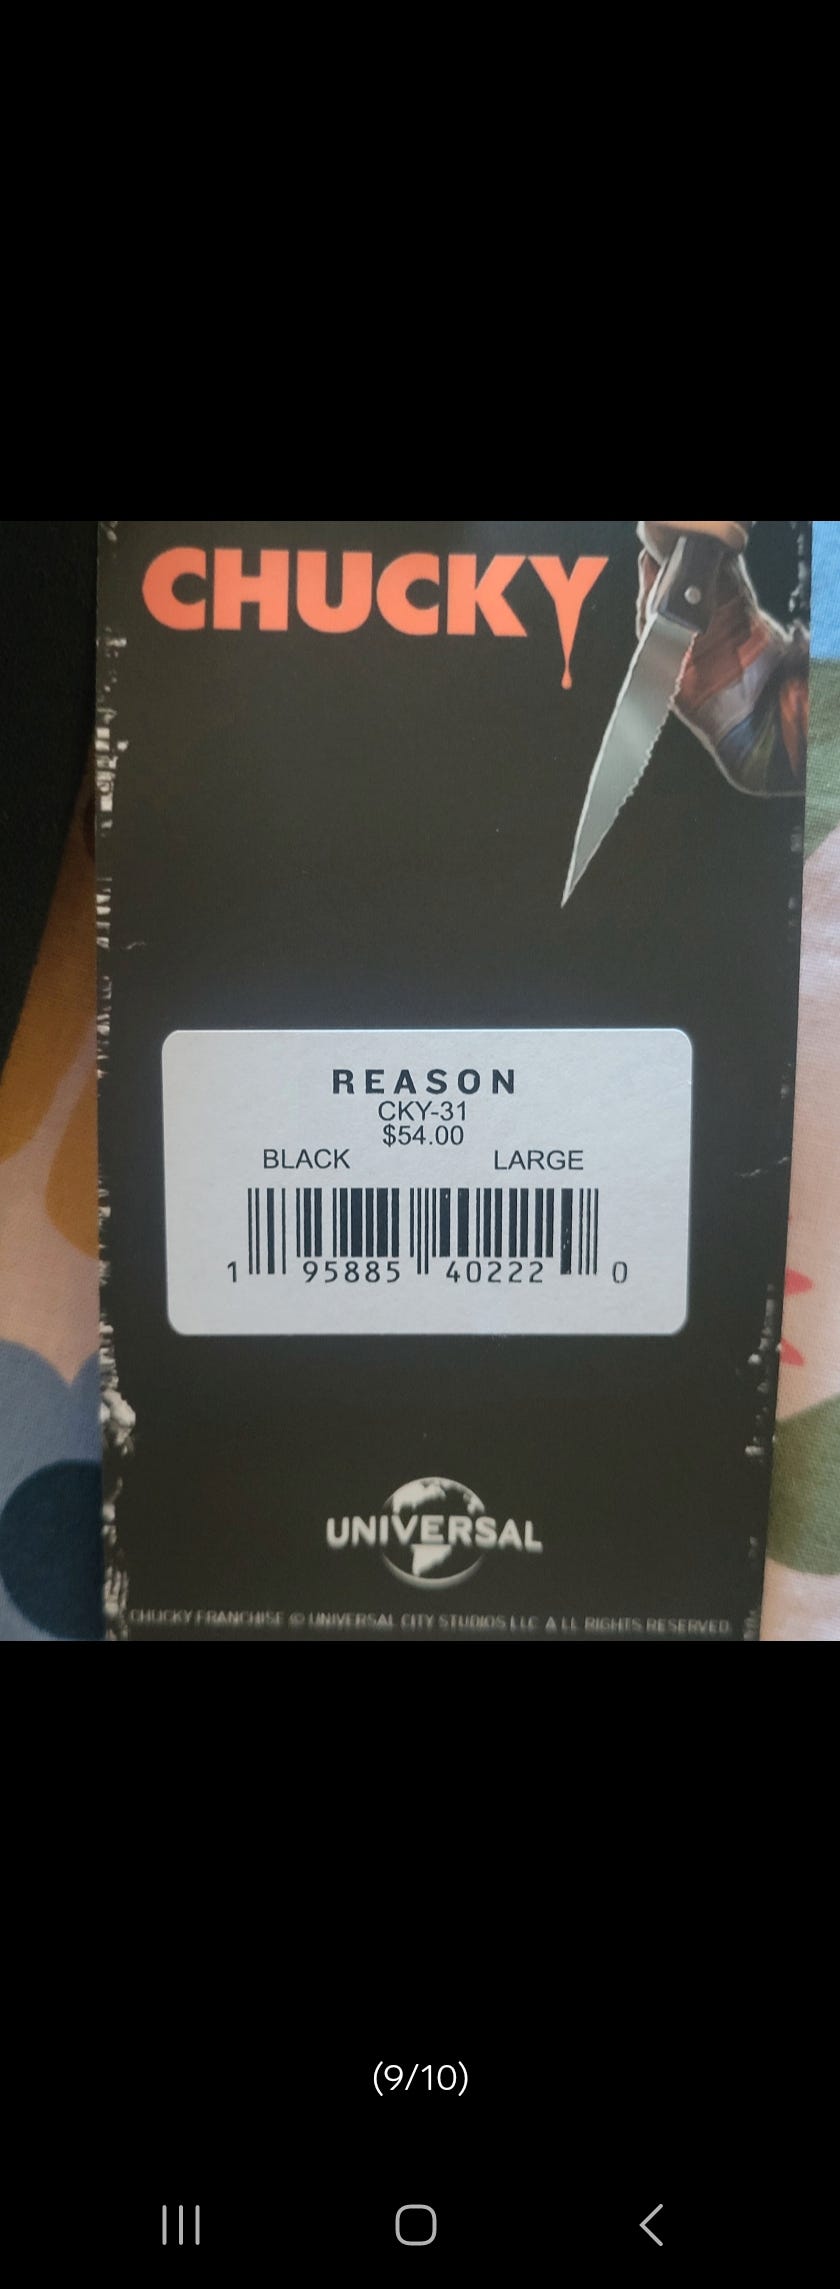 CHUCKY
REASON
CKY-31
$54.00
BLACK LARGE
1 95885 40222 0
UNIVERSAL
CHUCKY FRANCHISE © UNIVERSAL CITY STUDIOS LLC A LL RIGHTS RESERVED
(9/10)